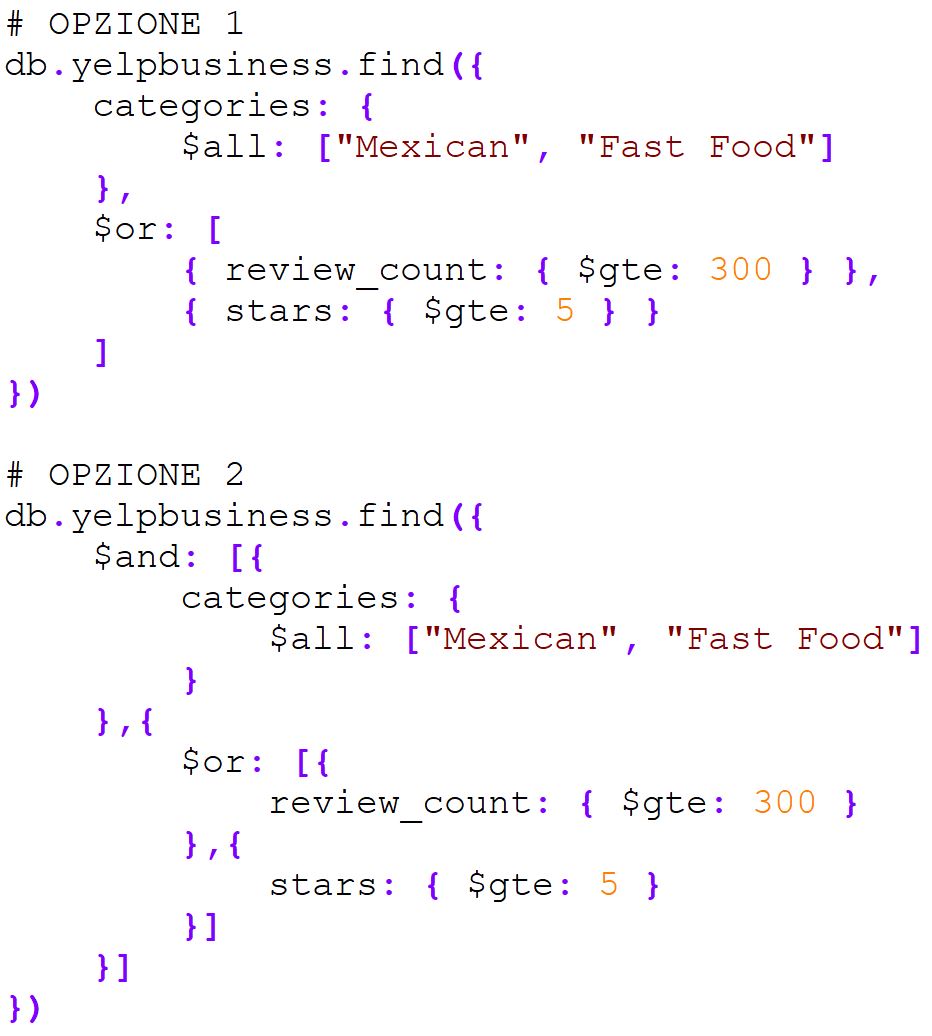 # OPZIONE 1
db.yelpbusiness.find({
    categories: {
        $all: ["Mexican", "Fast Food"]
    },
    $or: [
        { review_count: { $gte: 300 } },
        { stars: { $gte: 5 } }
    ]
})

# OPZIONE 2
db.yelpbusiness.find({
    $and: [{
        categories: {
            $all: ["Mexican", "Fast Food"]
        }
    },{
        $or: [{
            review_count: { $gte: 300 }
        },{
            stars: { $gte: 5 }
        }]
    }]
})